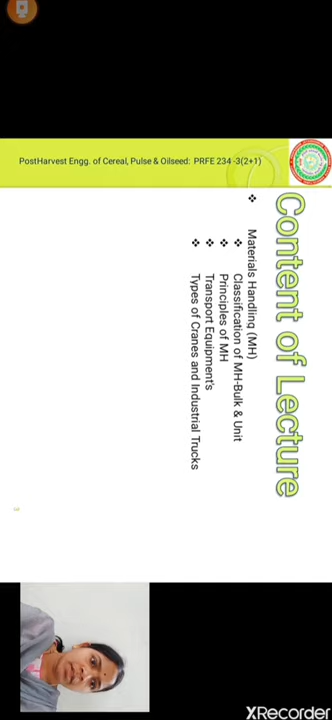 PostHarvest Engg. of Cereal, Pulse & Oilseed: PRFE 234 -3(2+1)
Content of Lecture
❖ Materials Handling (MH)
❖ Classification of MH-Bulk & Unit
❖ Principles of MH
❖ Transport Equipment's
❖ Types of Cranes and Industrial Trucks
XRecorder